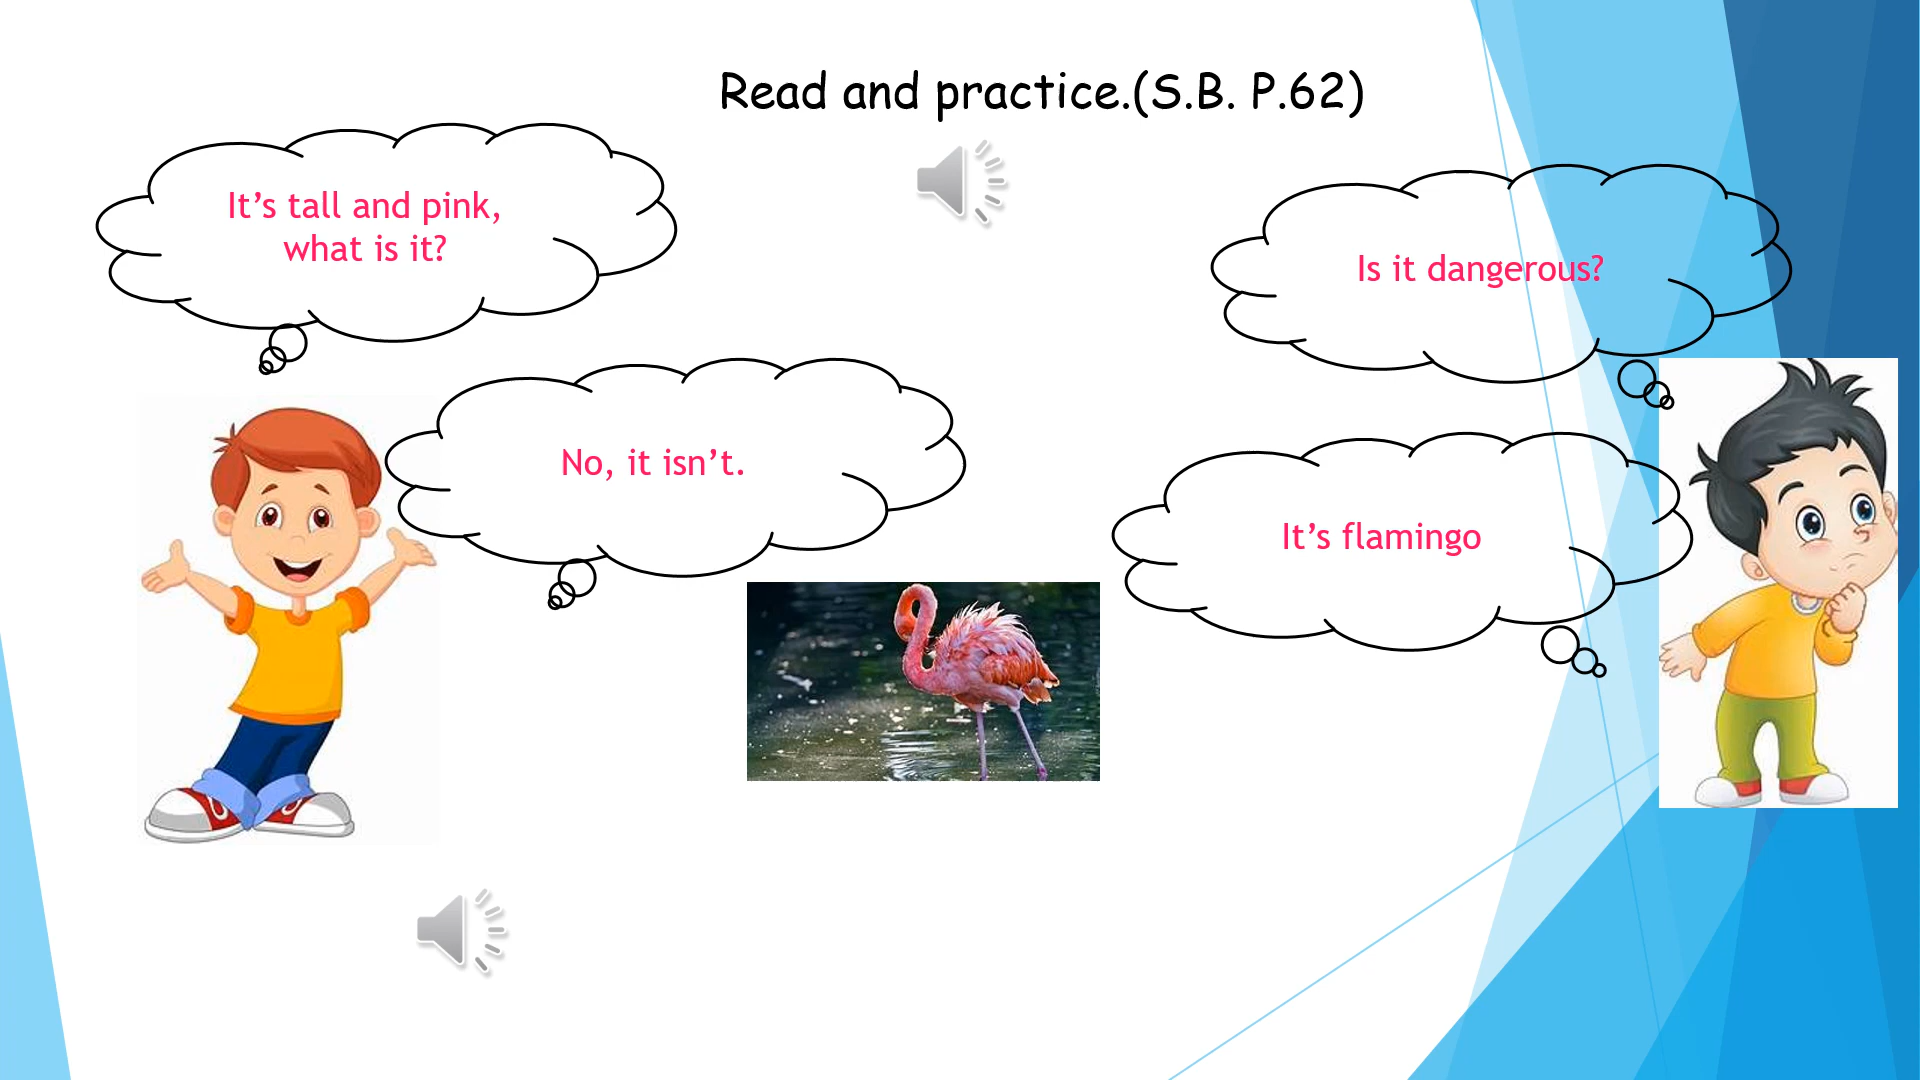 Read and practice.(S.B. P.62)
It’s tall and pink,
what is it?
Is it dangerous?
No, it isn’t.
It’s flamingo